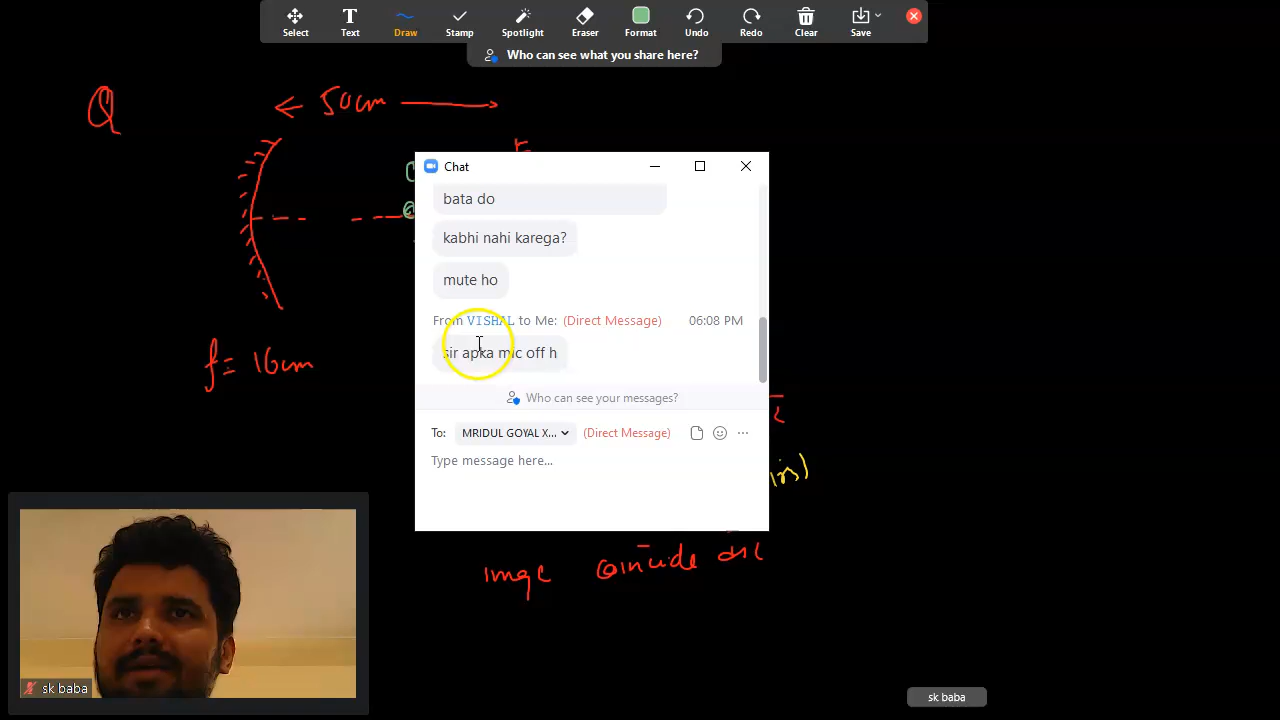 Select Text Draw Stamp Spotlight Eraser Format Undo Redo Clear Save
Who can see what you share here?
Q
50cm
Chat
bata do
kabhi nahi karega?
mute ho
From VISHAL to Me: (Direct Message) 06:08 PM
sir apka mic off h
Who can see your messages?
f = 16cm
To: MRIDUL GOYAL X... (Direct Message)
Type message here...
image coincide
sk baba
sk baba